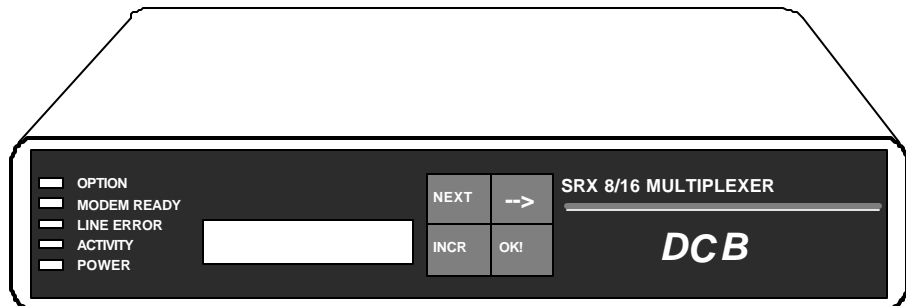 OPTION
MODEM READY
LINE ERROR
ACTIVITY
POWER
NEXT -->
INCR OK!
SRX 8/16 MULTIPLEXER
DCB